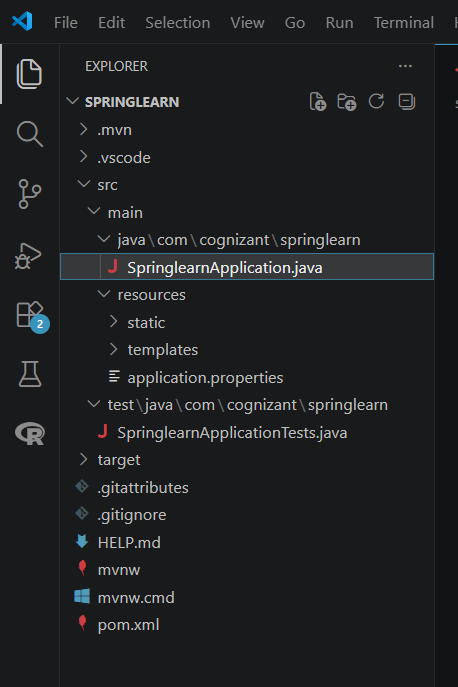 File Edit Selection View Go Run Terminal
EXPLORER
SPRINGLEARN
.mvn
.vscode
src
main
java\com\cognizant\springlearn
SpringlearnApplication.java
resources
static
templates
application.properties
test\java\com\cognizant\springlearn
SpringlearnApplicationTests.java
target
.gitattributes
.gitignore
HELP.md
mvnw
mvnw.cmd
pom.xml
2